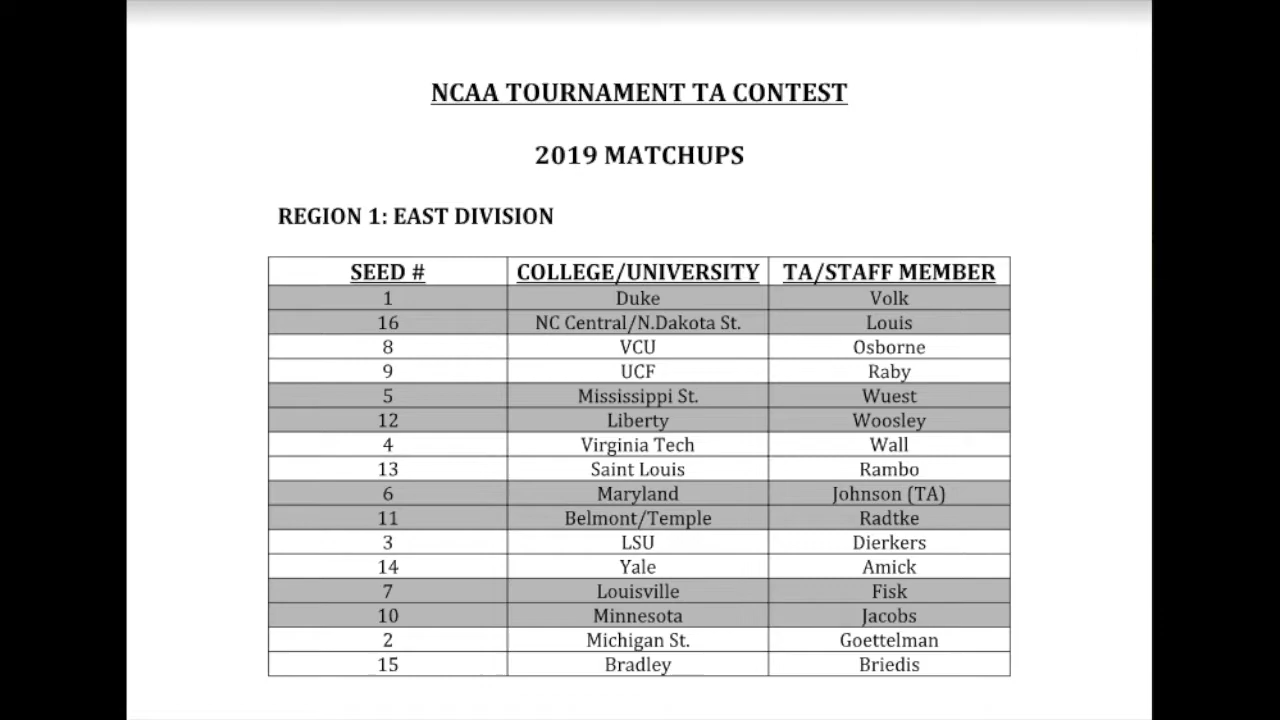 NCAA TOURNAMENT TA CONTEST
2019 MATCHUPS
REGION 1: EAST DIVISION
SEED # COLLEGE/UNIVERSITY TA/STAFF MEMBER
1 Duke Volk
16 NC Central/N.Dakota St. Louis
8 VCU Osborne
9 UCF Raby
5 Mississippi St. Wuest
12 Liberty Woosley
4 Virginia Tech Wall
13 Saint Louis Rambo
6 Maryland Johnson (TA)
11 Belmont/Temple Radtke
3 LSU Dierkers
14 Yale Amick
7 Louisville Fisk
10 Minnesota Jacobs
2 Michigan St. Goettelman
15 Bradley Briedis